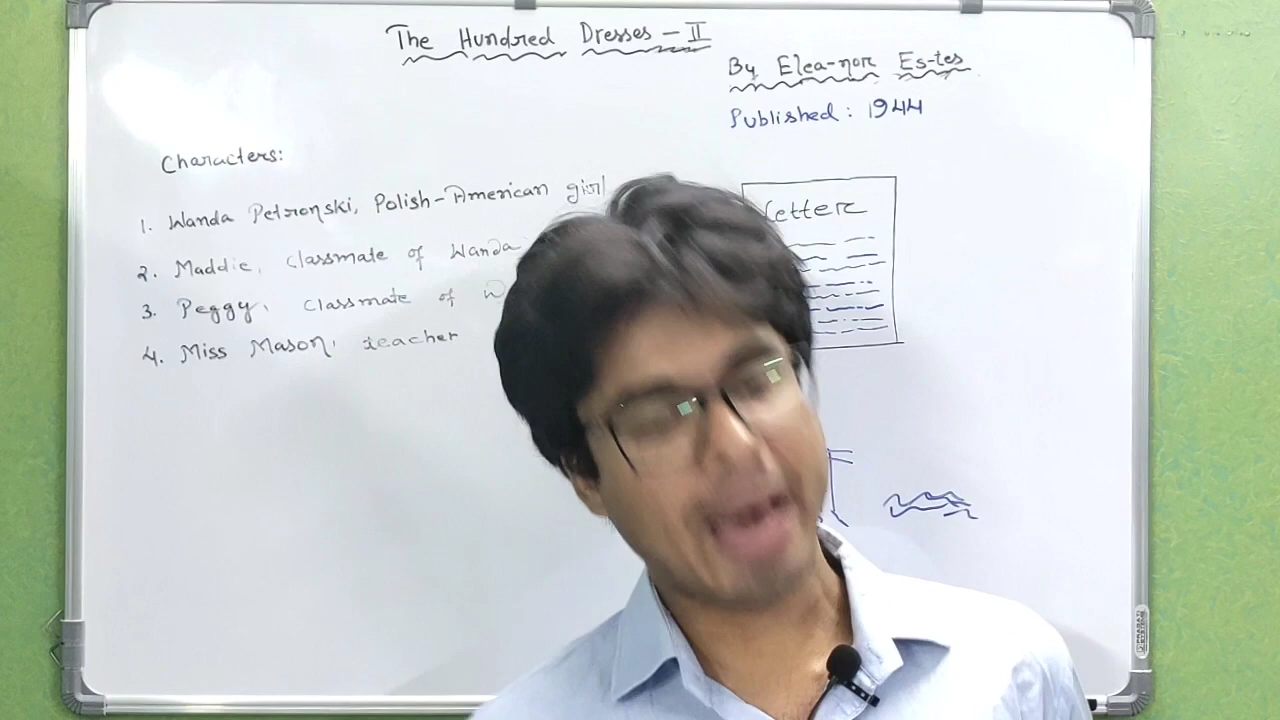 The Hundred Dresses - II
By Elea-nor Es-tes
Published: 1944
Characters:
1. Wanda Petronski, Polish-American girl
2. Maddie, classmate of Wanda
3. Peggy, classmate of W
4. Miss Mason, teacher
Letter